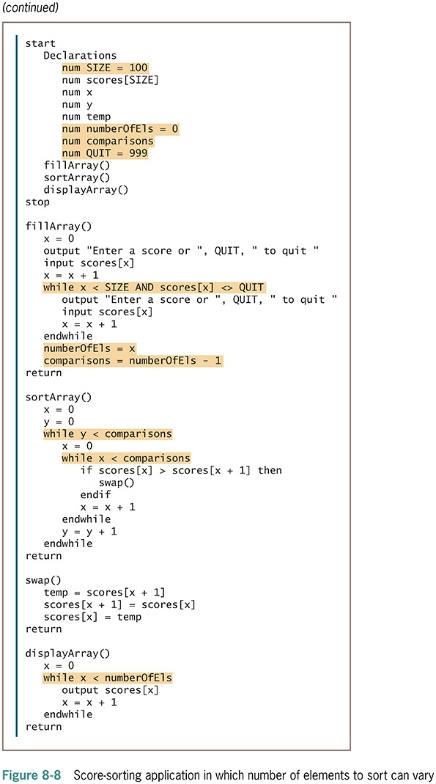 (continued)
start
Declarations
num SIZE = 100
num scores[SIZE]
num x
num y
num temp
num numberOfEls = 0
num comparisons
num QUIT = 999
fillArray()
sortArray()
displayArray()
stop
fillArray()
x = 0
output "Enter a score or ", QUIT, " to quit "
input scores[x]
x = x + 1
while x < SIZE AND scores[x] <> QUIT
output "Enter a score or ", QUIT, " to quit "
input scores[x]
x = x + 1
endwhile
numberOfEls = x
comparisons = numberOfEls - 1
return
sortArray()
x = 0
y = 0
while y < comparisons
x = 0
while x < comparisons
if scores[x] > scores[x + 1] then
swap()
endif
x = x + 1
endwhile
y = y + 1
endwhile
return
swap()
temp = scores[x + 1]
scores[x + 1] = scores[x]
scores[x] = temp
return
displayArray()
x = 0
while x < numberOfEls
output scores[x]
x = x + 1
endwhile
return
Figure 8-8 Score-sorting application in which number of elements to sort can vary